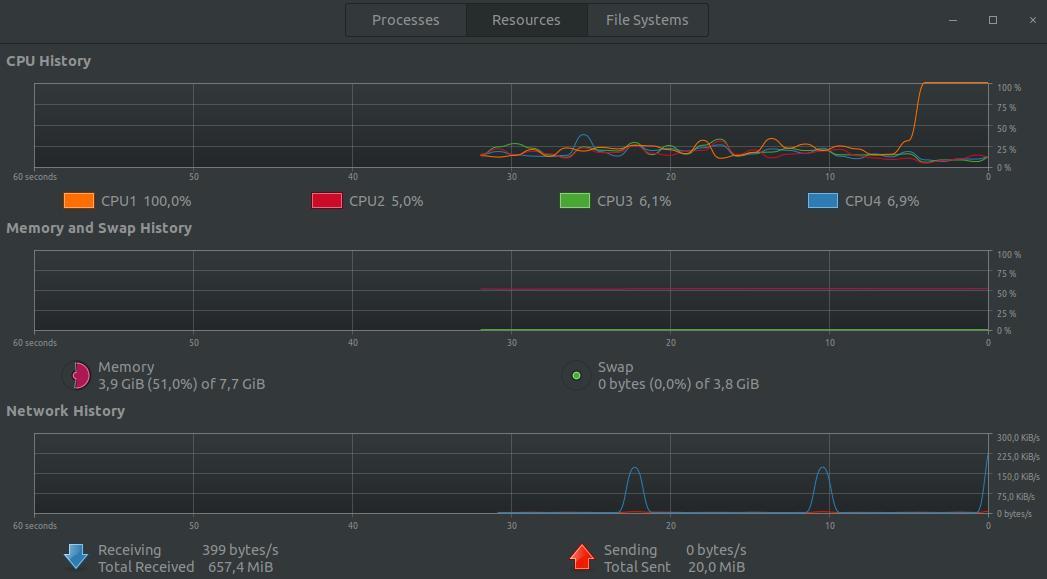 Processes Resources File Systems
CPU History
100 %
75 %
50 %
25 %
0 %
60 seconds 50 40 30 20 10 0
CPU1 100,0% CPU2 5,0% CPU3 6,1% CPU4 6,9%
Memory and Swap History
100 %
75 %
50 %
25 %
0 %
60 seconds 50 40 30 20 10 0
Memory
3,9 GiB (51,0%) of 7,7 GiB
Swap
0 bytes (0,0%) of 3,8 GiB
Network History
300,0 KiB/s
225,0 KiB/s
150,0 KiB/s
75,0 KiB/s
0 bytes/s
60 seconds 50 40 30 20 10 0
Receiving 399 bytes/s
Total Received 657,4 MiB
Sending 0 bytes/s
Total Sent 20,0 MiB